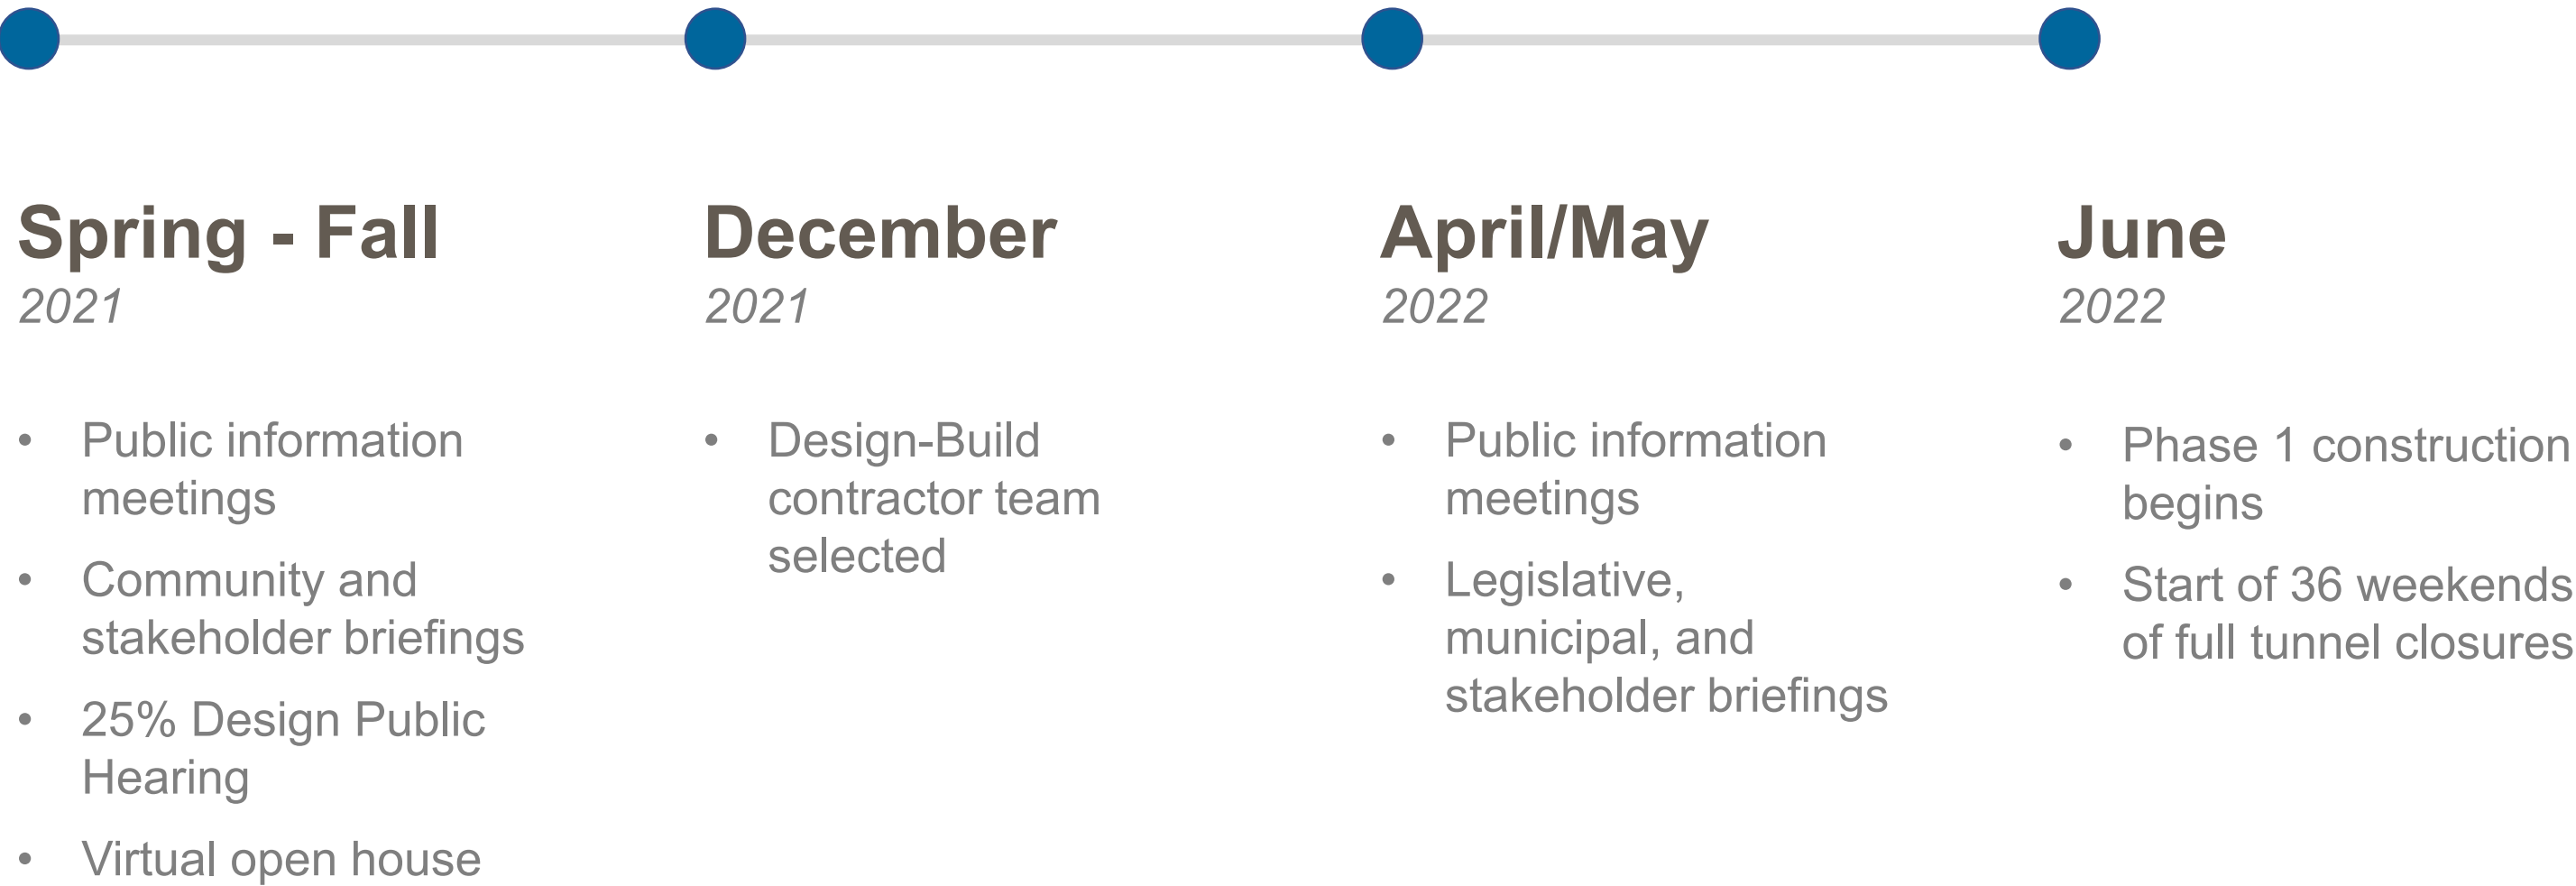 Spring - Fall
2021
• Public information
meetings
• Community and
stakeholder briefings
• 25% Design Public
Hearing
• Virtual open house
December
2021
• Design-Build
contractor team
selected
April/May
2022
• Public information
meetings
• Legislative,
municipal, and
stakeholder briefings
June
2022
• Phase 1 construction
begins
• Start of 36 weekends
of full tunnel closures